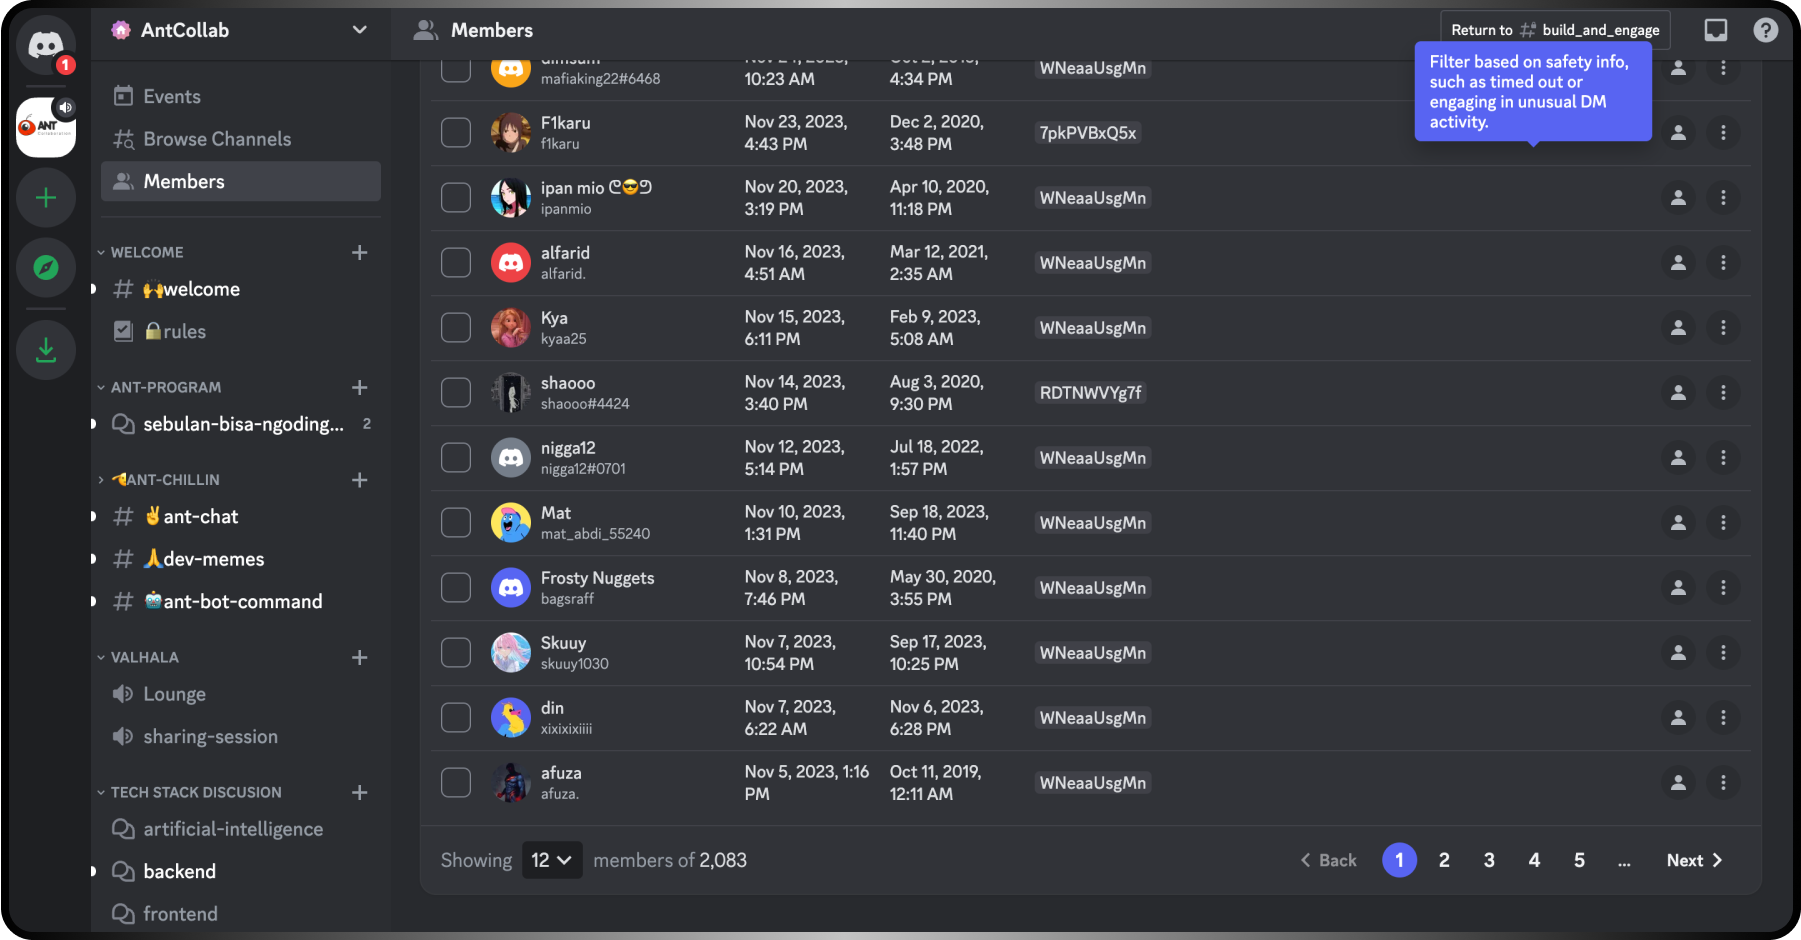 1
ANT
AntCollab
Members
Return to build_and_engage
Filter based on safety info,
such as timed out or
engaging in unusual DM
activity.
Events
Browse Channels
Members
WELCOME
🙌welcome
🔒rules
ANT-PROGRAM
sebulan-bisa-ngoding... 2
ANT-CHILLIN
✌ant-chat
🙏dev-memes
🤖ant-bot-command
VALHALA
Lounge
sharing-session
TECH STACK DISCUSION
artificial-intelligence
backend
frontend
mafiaking22#6468
10:23 AM
4:34 PM
WNeaaUsgMn
F1karu
f1karu
Nov 23, 2023,
4:43 PM
Dec 2, 2020,
3:48 PM
7pkPVBxQ5x
ipan mio ᕦ😎ᕤ
ipanmio
Nov 20, 2023,
3:19 PM
Apr 10, 2020,
11:18 PM
WNeaaUsgMn
alfarid
alfarid.
Nov 16, 2023,
4:51 AM
Mar 12, 2021,
2:35 AM
WNeaaUsgMn
Kya
kyaa25
Nov 15, 2023,
6:11 PM
Feb 9, 2023,
5:08 AM
WNeaaUsgMn
shaooo
shaooo#4424
Nov 14, 2023,
3:40 PM
Aug 3, 2020,
9:30 PM
RDTNWVYg7f
nigga12
nigga12#0701
Nov 12, 2023,
5:14 PM
Jul 18, 2022,
1:57 PM
WNeaaUsgMn
Mat
mat_abdi_55240
Nov 10, 2023,
1:31 PM
Sep 18, 2023,
11:40 PM
WNeaaUsgMn
Frosty Nuggets
bagsraff
Nov 8, 2023,
7:46 PM
May 30, 2020,
3:55 PM
WNeaaUsgMn
Skuuy
skuuy1030
Nov 7, 2023,
10:54 PM
Sep 17, 2023,
10:25 PM
WNeaaUsgMn
din
xixixixiiii
Nov 7, 2023,
6:22 AM
Nov 6, 2023,
6:28 PM
WNeaaUsgMn
afuza
afuza.
Nov 5, 2023, 1:16
PM
Oct 11, 2019,
12:11 AM
WNeaaUsgMn
Showing 12 members of 2,083
Back 1 2 3 4 5 ... Next